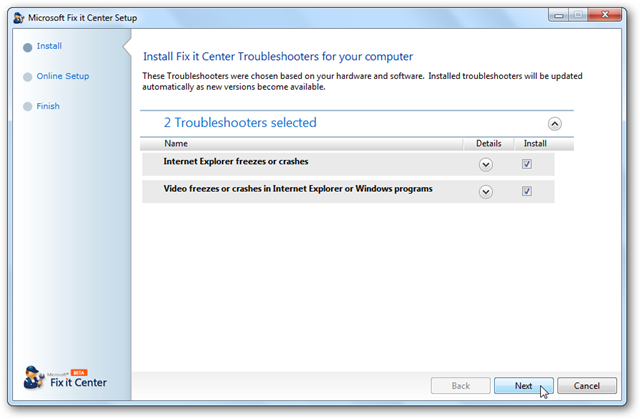 Microsoft Fix it Center Setup
Install
Online Setup
Finish
Install Fix it Center Troubleshooters for your computer
These Troubleshooters were chosen based on your hardware and software.  Installed troubleshooters will be updated
automatically as new versions become available.
2 Troubleshooters selected
Name Details Install
Internet Explorer freezes or crashes
Video freezes or crashes in Internet Explorer or Windows programs
Microsoft® BETA
Fix it Center
Back Next Cancel